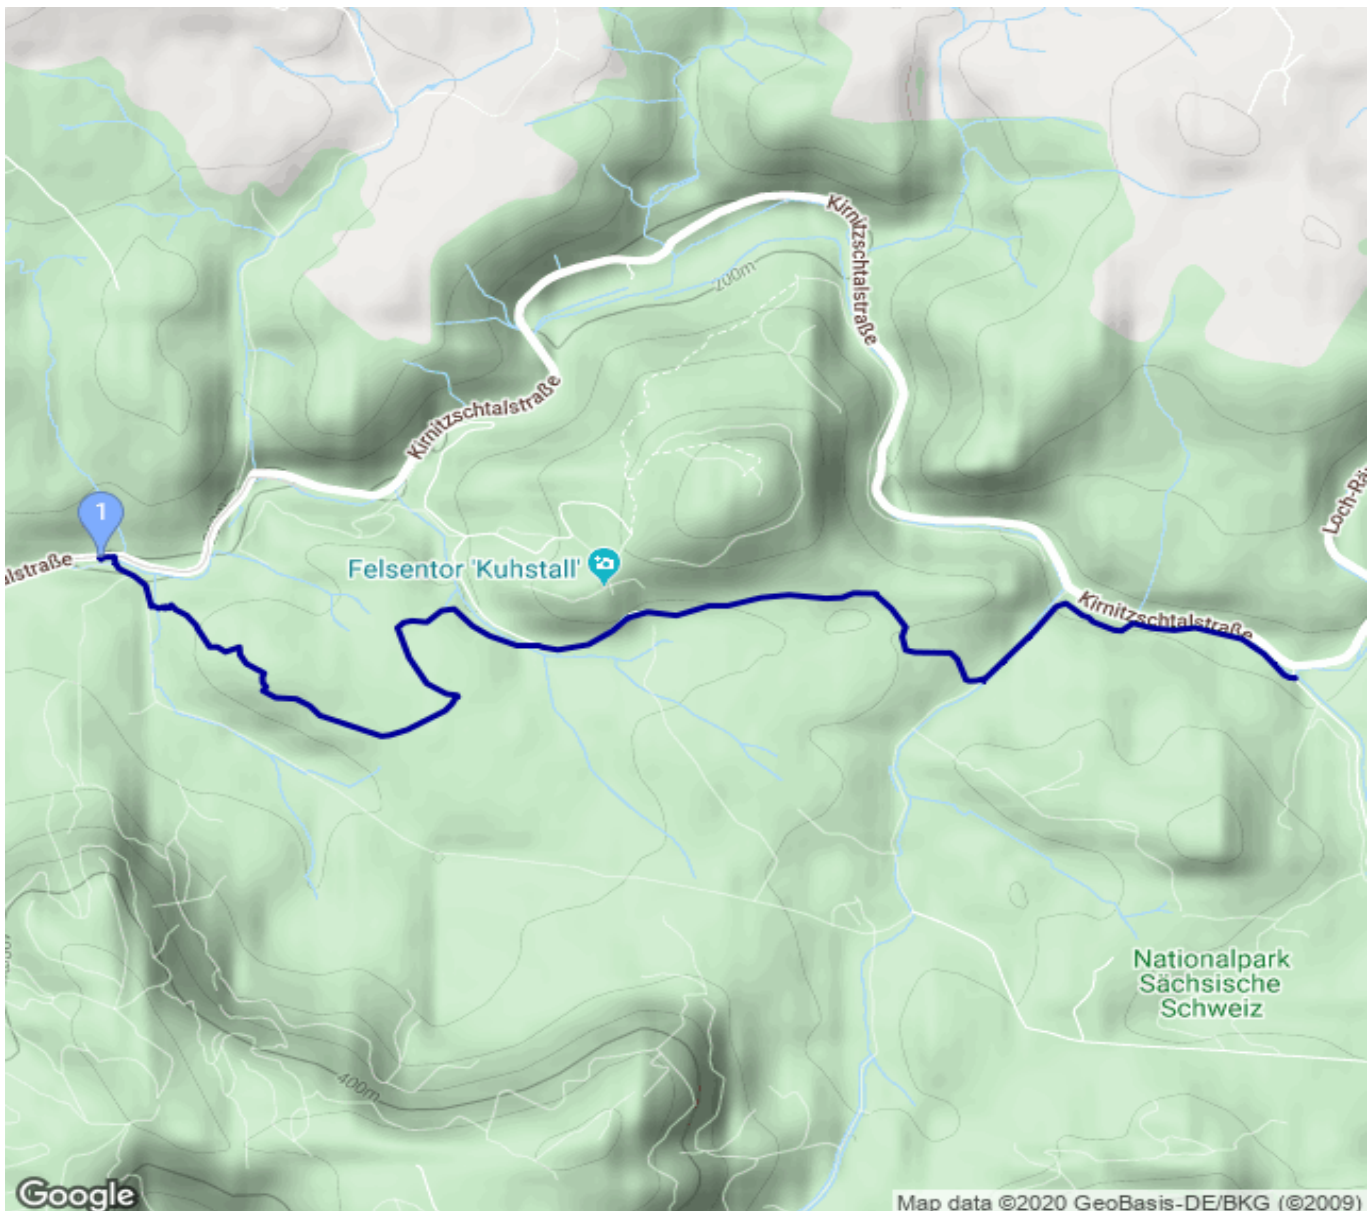 200m
Kirnitzschtalstraße
Kirnitzschtalstraße
Loch-Räu
1
alstraße
Felsentor 'Kuhstall'
Kirnitzschtalstraße
Nationalpark
Sächsische
Schweiz
400m
Google
Map data ©2020 GeoBasis-DE/BKG (©2009)